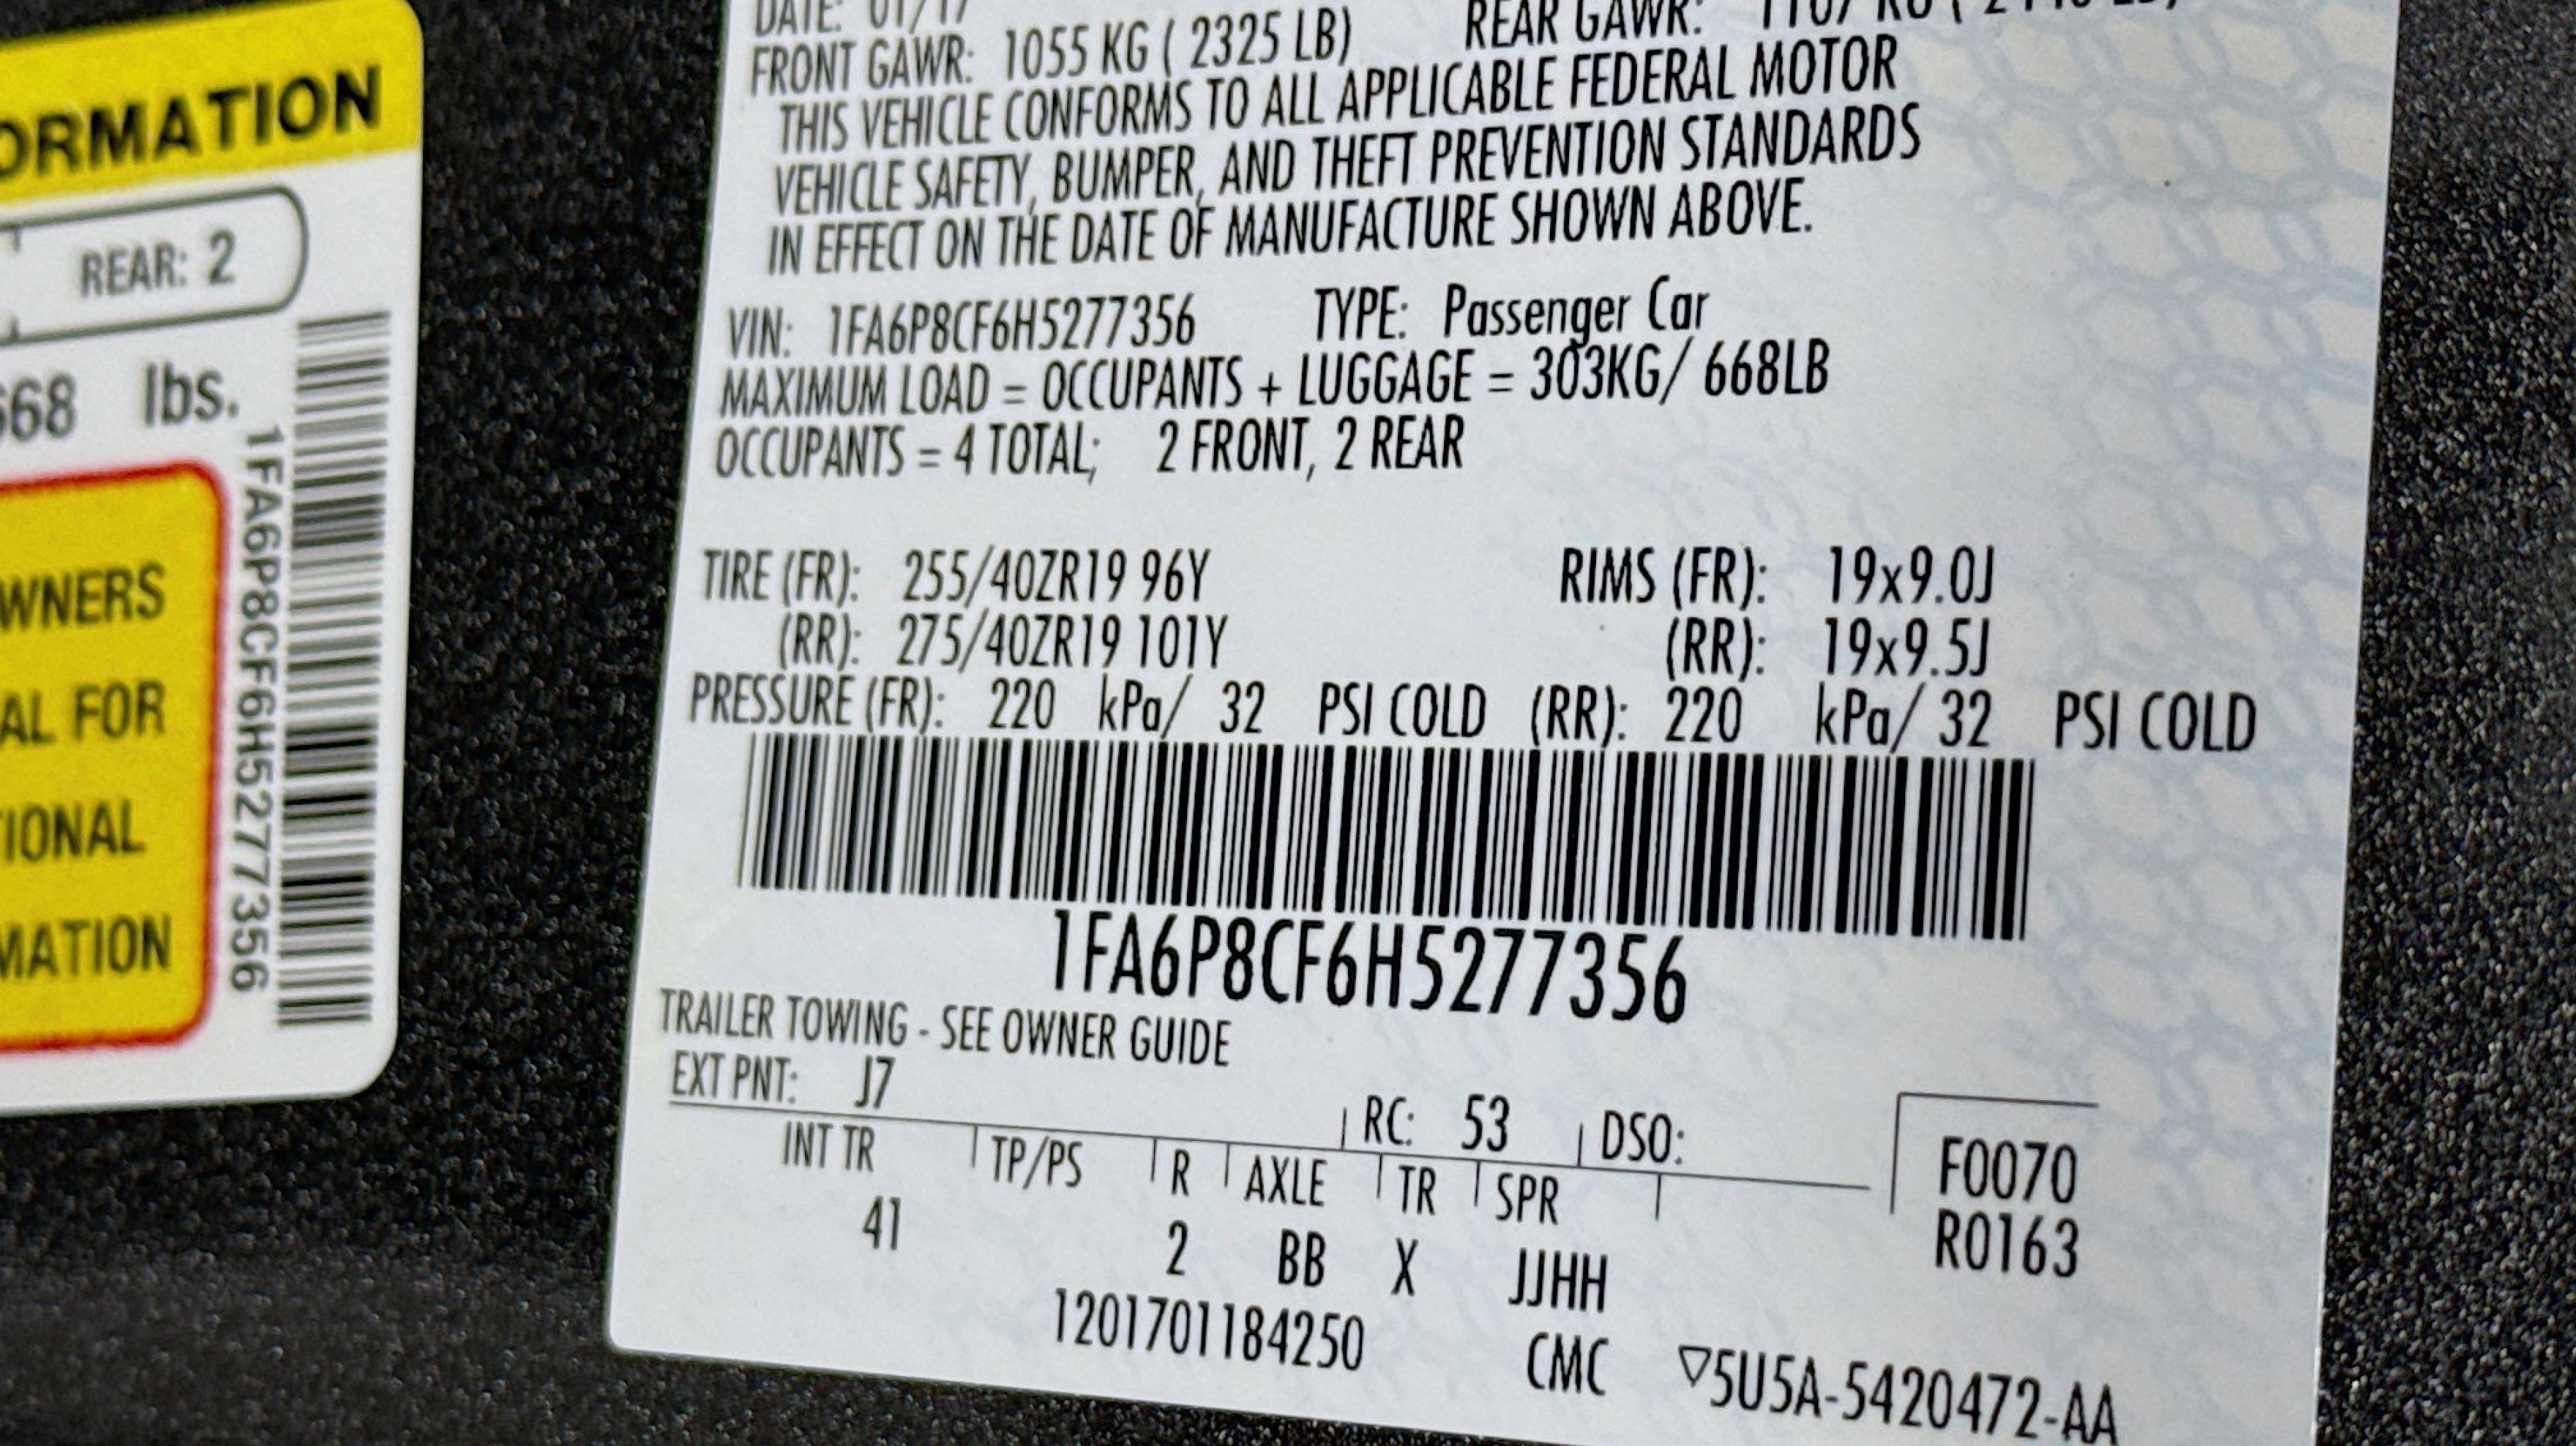 ORMATION
REAR: 2
668 lbs.
1FA6P8CF6H5277356
WNERS
AL FOR
TIONAL
MATION
DATE: 01/17
FRONT GAWR: 1055 KG ( 2325 LB) REAR GAWR: 1107 KG
THIS VEHICLE CONFORMS TO ALL APPLICABLE FEDERAL MOTOR
VEHICLE SAFETY, BUMPER, AND THEFT PREVENTION STANDARDS
IN EFFECT ON THE DATE OF MANUFACTURE SHOWN ABOVE.
VIN: 1FA6P8CF6H5277356 TYPE: Passenger Car
MAXIMUM LOAD = OCCUPANTS + LUGGAGE = 303KG/ 668LB
OCCUPANTS = 4 TOTAL; 2 FRONT, 2 REAR
TIRE (FR): 255/40ZR19 96Y RIMS (FR): 19x9.0J
(RR): 275/40ZR19 101Y (RR): 19x9.5J
PRESSURE (FR): 220 kPa/ 32 PSI COLD (RR): 220 kPa/ 32 PSI COLD
1FA6P8CF6H5277356
TRAILER TOWING - SEE OWNER GUIDE
EXT PNT: J7 RC: 53 DSO:
INT TR TP/PS R AXLE TR SPR F0070
41 2 BB X JJHH R0163
1201701184250 CMC ▽5U5A-5420472-AA